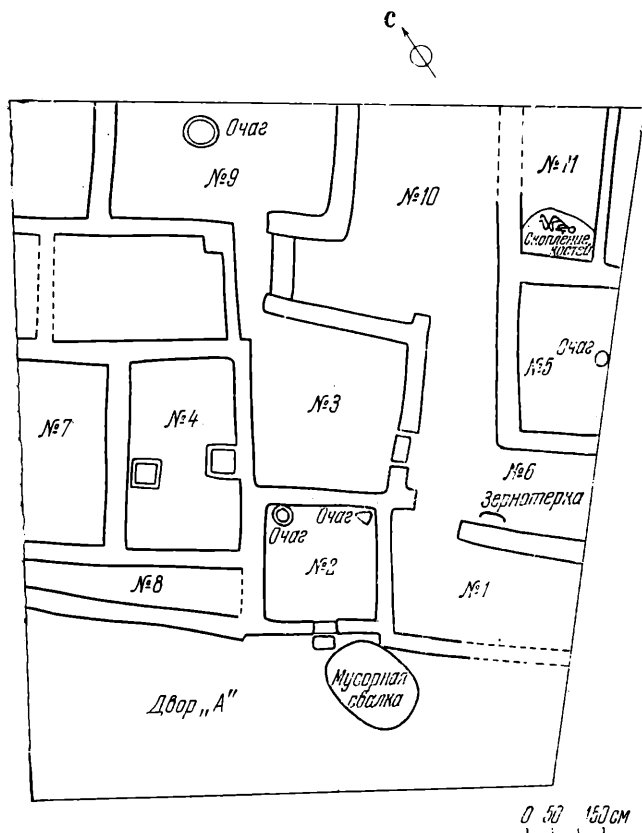 С
Очаг
№9
№10
№11
Скопление
костей
Очаг
№5
№3
№4
№7
№6
Зернотерка
Очаг
Очаг
№2
№8
№1
Мусорная
свалка
Двор „А"
0 50 150 см